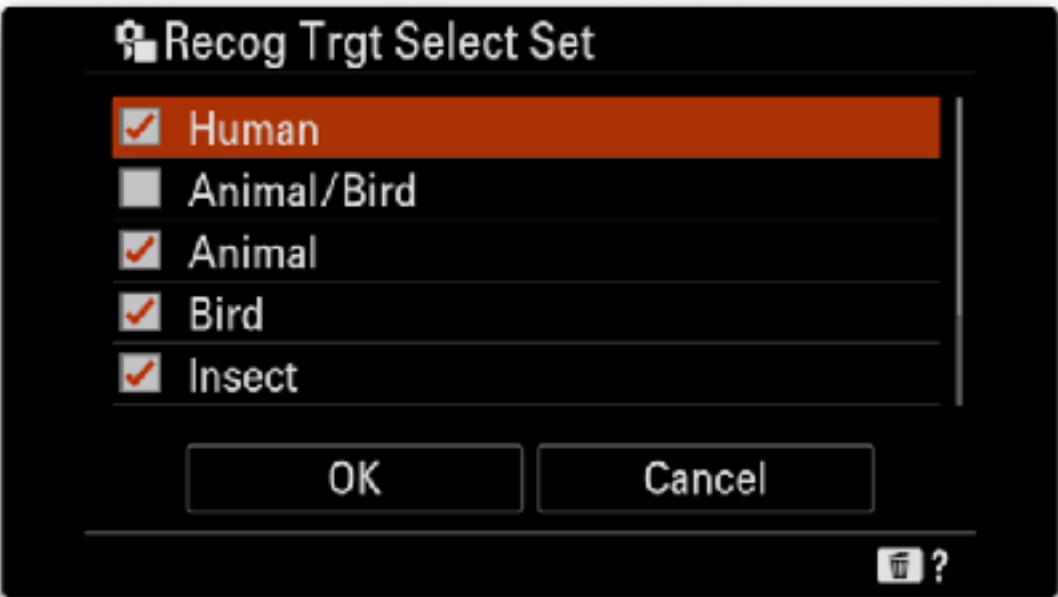 Recog Trgt Select Set
Human
Animal/Bird
Animal
Bird
Insect
OK Cancel
?